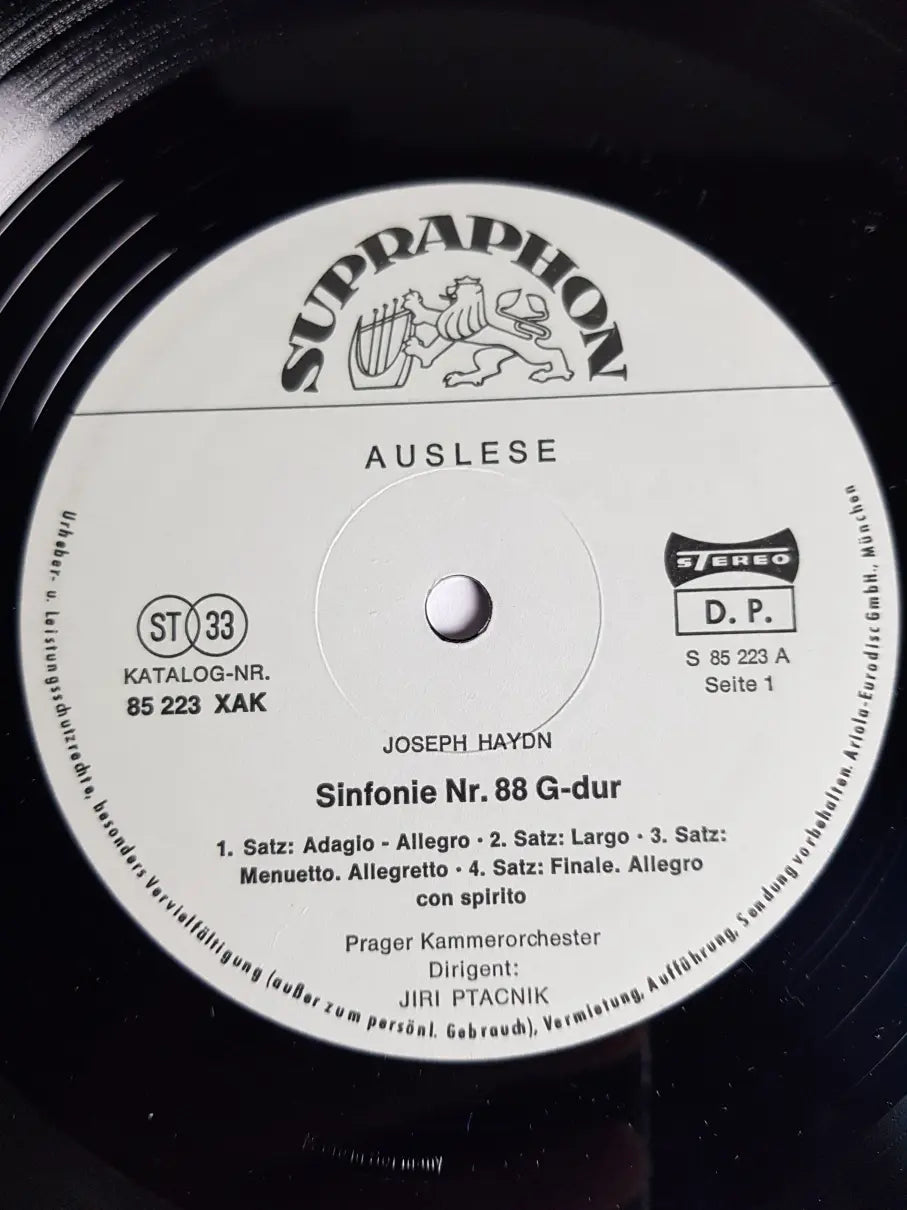 SUPRAPHON
AUSLESE
ST 33
KATALOG-NR.
85 223 XAK
STEREO
D. P.
S 85 223 A
Seite 1
JOSEPH HAYDN
Sinfonie Nr. 88 G-dur
1. Satz: Adagio - Allegro · 2. Satz: Largo · 3. Satz:
Menuetto. Allegretto · 4. Satz: Finale. Allegro
con spirito
Prager Kammerorchester
Dirigent:
JIRI PTACNIK
Urheber- u. leistungsschutzrechte, besonders Vervielfältigung (außer zum persönl. Gebrauch), Vermietung, Aufführung, Sendung vorbehalten. Ariola-Eurodisc GmbH., München